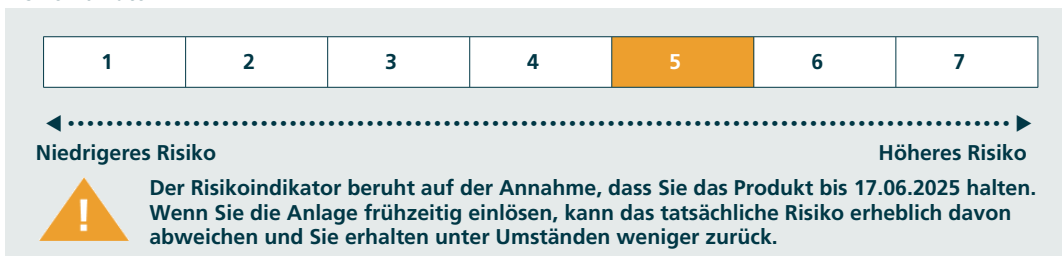 1 2 3 4 5 6 7
Niedrigeres Risiko Höheres Risiko
!
Der Risikoindikator beruht auf der Annahme, dass Sie das Produkt bis 17.06.2025 halten.
Wenn Sie die Anlage frühzeitig einlösen, kann das tatsächliche Risiko erheblich davon
abweichen und Sie erhalten unter Umständen weniger zurück.